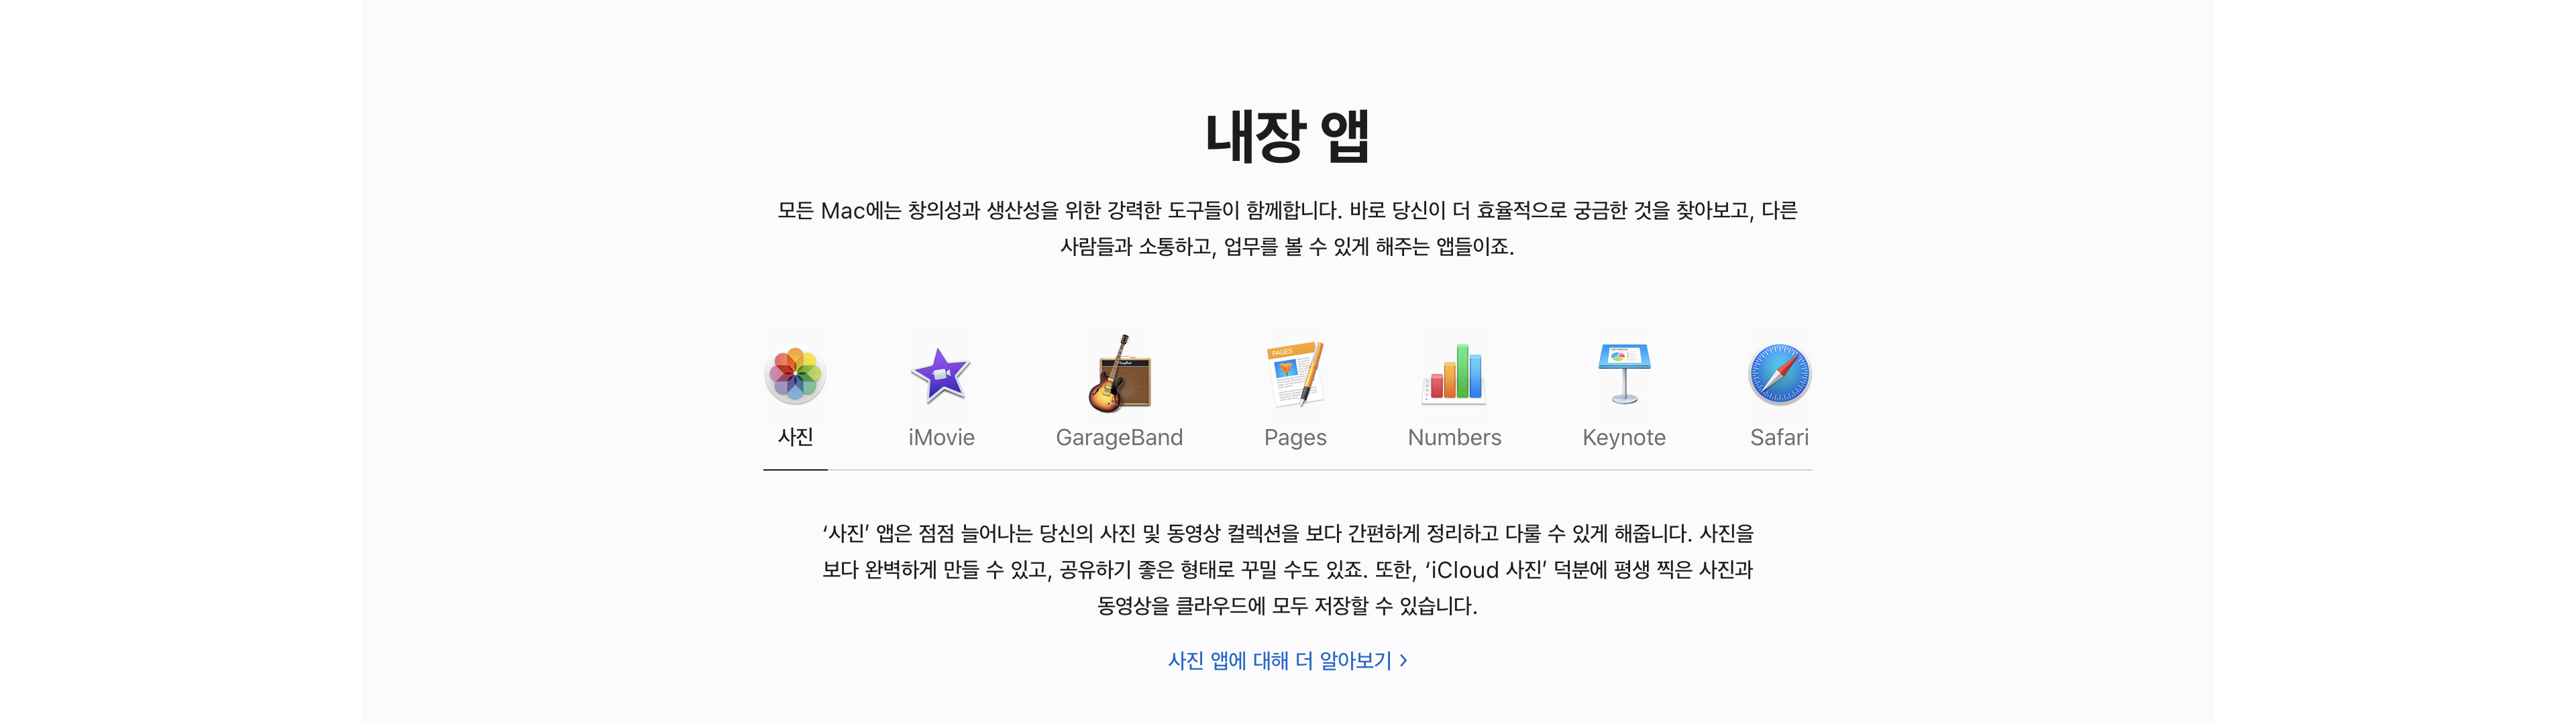 내장 앱
모든 Mac에는 창의성과 생산성을 위한 강력한 도구들이 함께합니다. 바로 당신이 더 효율적으로 궁금한 것을 찾아보고, 다른
사람들과 소통하고, 업무를 볼 수 있게 해주는 앱들이죠.
PAGES
사진 iMovie GarageBand Pages Numbers Keynote Safari
‘사진’ 앱은 점점 늘어나는 당신의 사진 및 동영상 컬렉션을 보다 간편하게 정리하고 다룰 수 있게 해줍니다. 사진을
보다 완벽하게 만들 수 있고, 공유하기 좋은 형태로 꾸밀 수도 있죠. 또한, ‘iCloud 사진’ 덕분에 평생 찍은 사진과
동영상을 클라우드에 모두 저장할 수 있습니다.
사진 앱에 대해 더 알아보기 >